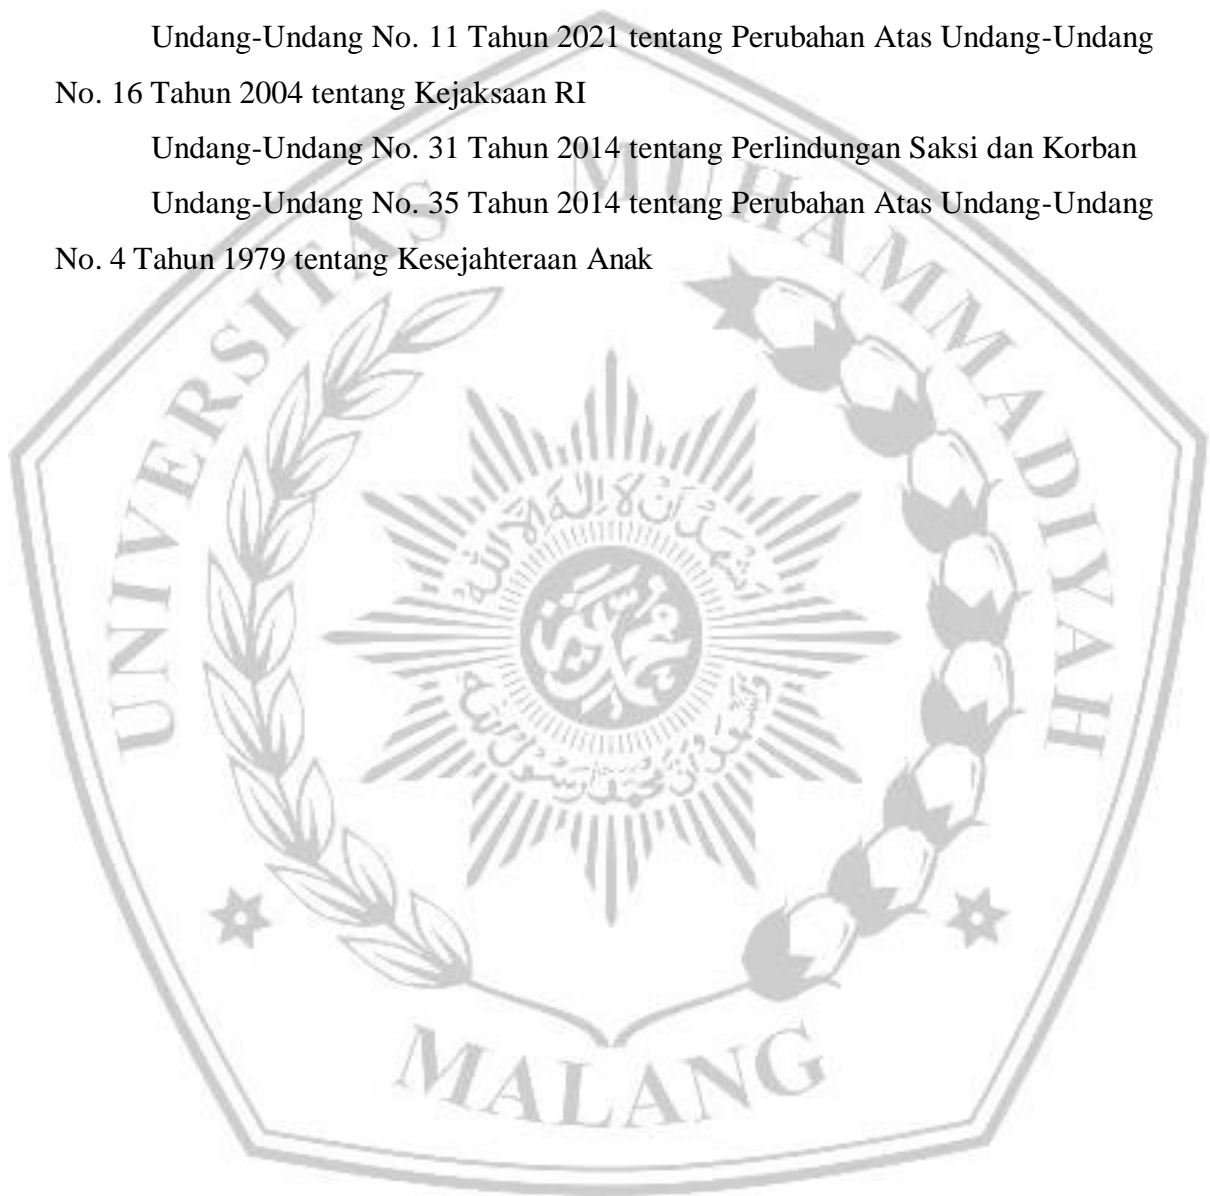 Undang-Undang No. 11 Tahun 2021 tentang Perubahan Atas Undang-Undang
No. 16 Tahun 2004 tentang Kejaksaan RI
Undang-Undang No. 31 Tahun 2014 tentang Perlindungan Saksi dan Korban
Undang-Undang No. 35 Tahun 2014 tentang Perubahan Atas Undang-Undang
No. 4 Tahun 1979 tentang Kesejahteraan Anak
UNIVERSITAS MUHAMMADIYAH
MALANG